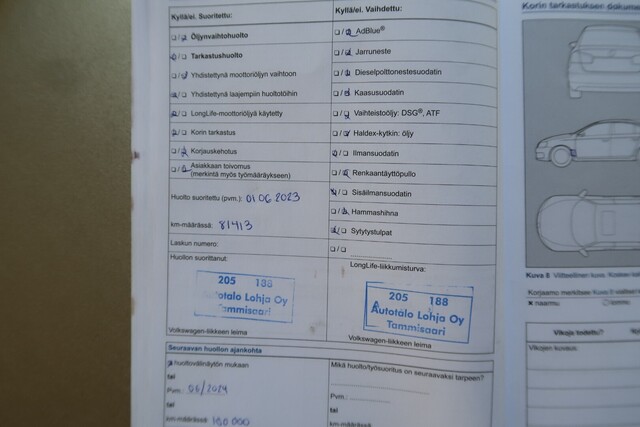 Kyllä/ei. Suoritettu:
Öljynvaihtohuolto
Tarkastushuolto
Yhdistettynä moottoriöljyn vaihtoon
Yhdistettynä laajempiin huoltotöihin
LongLife-moottoriöljyä käytetty
Korin tarkastus
Korjauskehotus
Asiakkaan toivomus
(merkintä myös työmääräykseen)
Huolto suoritettu (pvm.): 01 06 2023
km-määrässä: 81413
Laskun numero:
Huollon suorittanut:
205 188
Autotalo Lohja Oy
Tammisaari
Volkswagen-liikkeen leima
Seuraavan huollon ajankohta
huoltovälinäytön mukaan
tai
Pvm.: 06/2024
tai
km-määrässä 100 000
Kyllä/ei. Vaihdettu:
AdBlue®
Jarruneste
Dieselpolttonestesuodatin
Kaasusuodatin
Vaihteistoöljy: DSG®, ATF
Haldex-kytkin: öljy
Ilmansuodatin
Renkaantäyttöpullo
Sisäilmansuodatin
Hammashihna
Sytytystulpat
LongLife-liikkumisturva:
205 188
Autotalo Lohja Oy
Tammisaari
Volkswagen-liikkeen leima
Mikä huolto/työsuoritus on seuraavaksi tarpeen?
Pvm.:
tai
km-määrässä
Korin tarkastuksen
Kuva 8
Vikoja todettu?
Vikojen kuvaus: